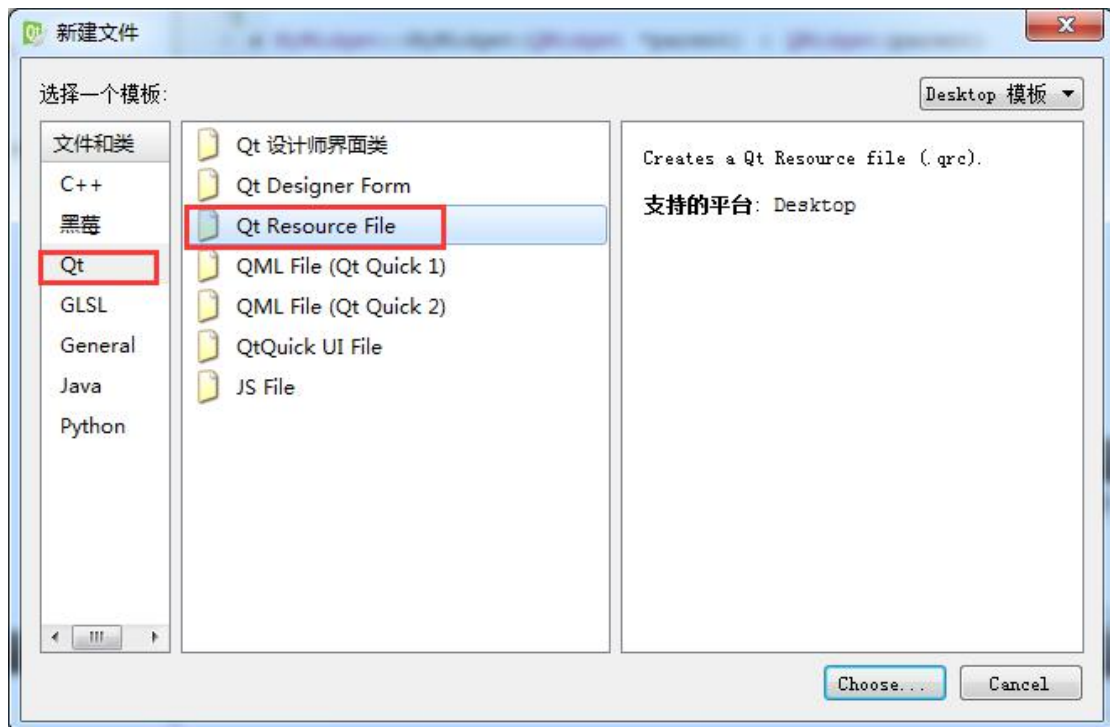 新建文件
选择一个模板:
Desktop 模板
文件和类
C++
黑莓
Qt
GLSL
General
Java
Python
Qt 设计师界面类
Qt Designer Form
Qt Resource File
QML File (Qt Quick 1)
QML File (Qt Quick 2)
QtQuick UI File
JS File
Creates a Qt Resource file (.qrc).
支持的平台: Desktop
Choose...
Cancel